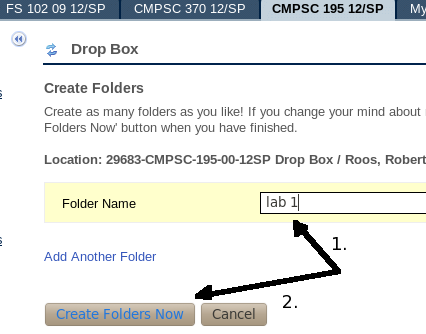 FS 102 09 12/SP
CMPSC 370 12/SP
CMPSC 195 12/SP
My
Drop Box
Create Folders
Create as many folders as you like! If you change your mind about
Folders Now' button when you have finished.
Location: 29683-CMPSC-195-00-12SP Drop Box / Roos, Robert
Folder Name
lab 1
1.
Add Another Folder
2.
Create Folders Now
Cancel